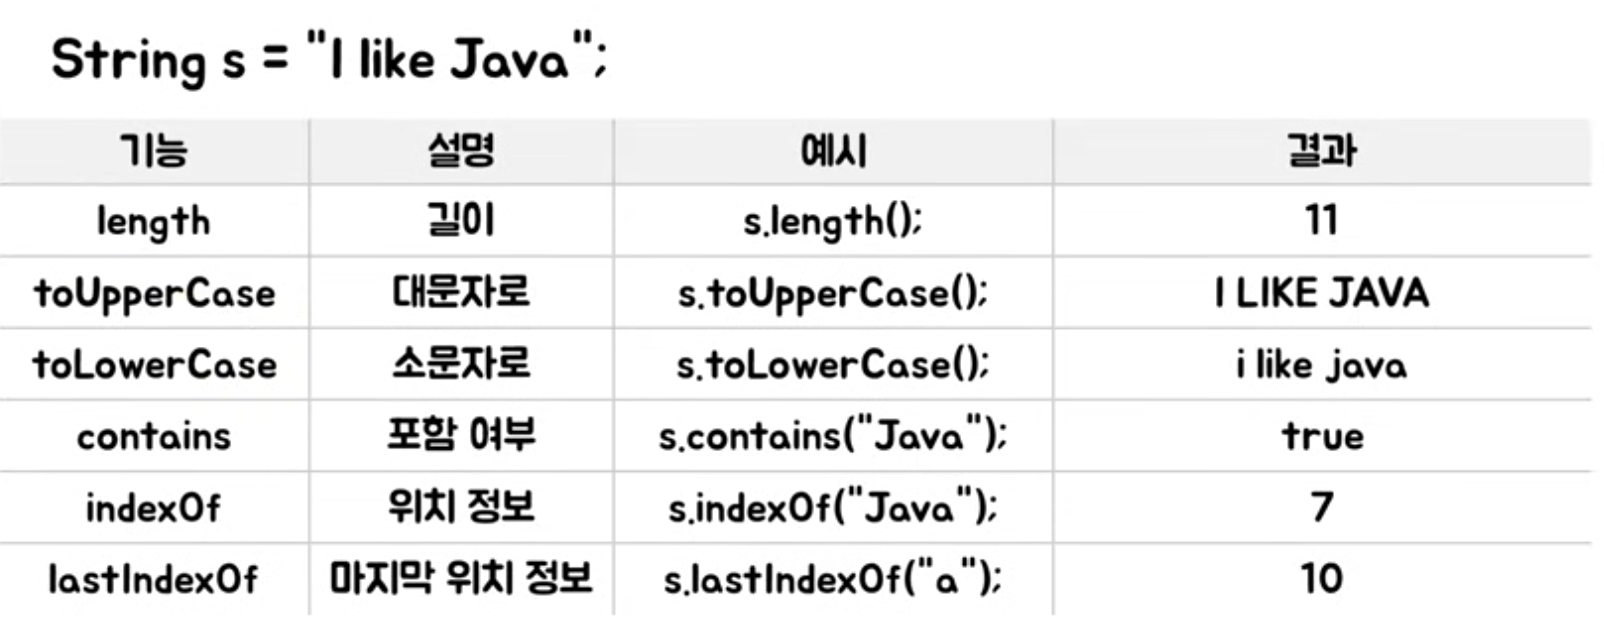 String s = "I like Java";
기능 설명 예시 결과
length 길이 s.length(); 11
toUpperCase 대문자로 s.toUpperCase(); I LIKE JAVA
toLowerCase 소문자로 s.toLowerCase(); i like java
contains 포함 여부 s.contains("Java"); true
indexOf 위치 정보 s.indexOf("Java"); 7
lastIndexOf 마지막 위치 정보 s.lastIndexOf("a"); 10